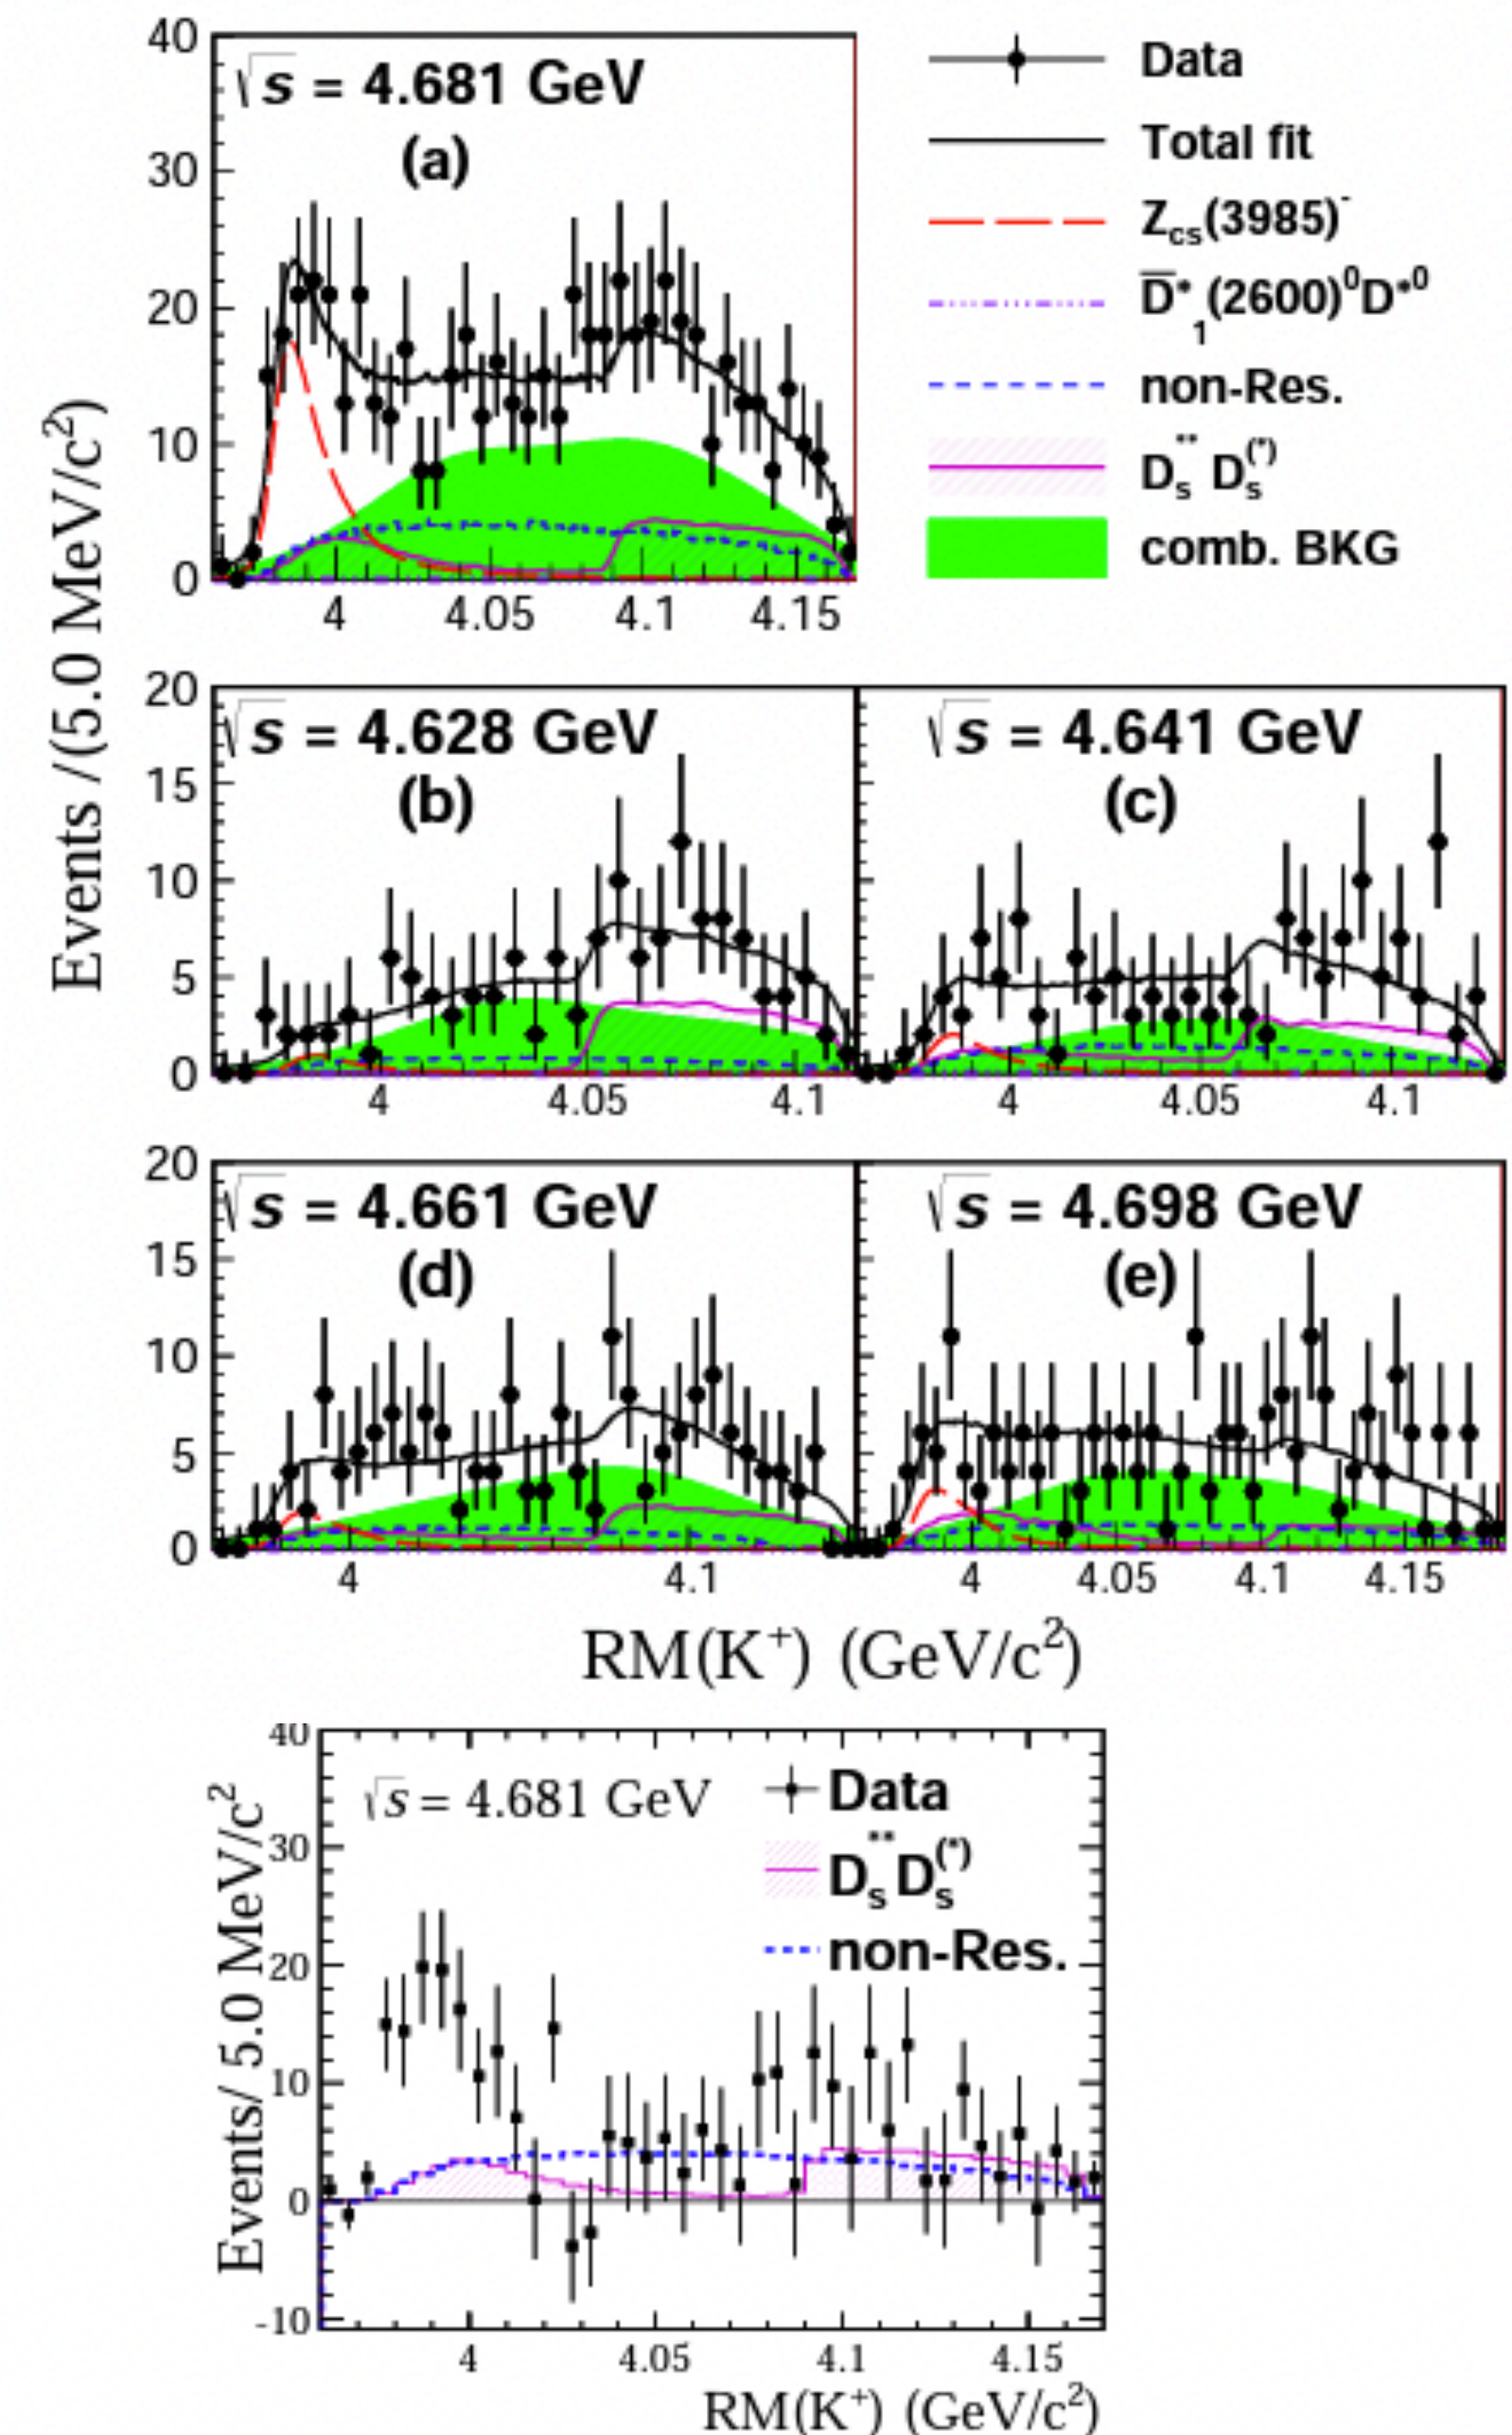 Events /(5.0 MeV/c²)
40
30
20
10
0
√s = 4.681 GeV
(a)
4 4.05 4.1 4.15
Data
Total fit
Z_cs(3985)⁻
D̅*₁(2600)⁰D*⁰
non-Res.
D_s** D_s^(*)
comb. BKG
20
15
10
5
0
√s = 4.628 GeV
(b)
4 4.05 4.1
√s = 4.641 GeV
(c)
4 4.05 4.1
20
15
10
5
0
√s = 4.661 GeV
(d)
4 4.1
√s = 4.698 GeV
(e)
4 4.05 4.1 4.15
RM(K⁺) (GeV/c²)
Events/ 5.0 MeV/c²
40
30
20
10
0
-10
√s = 4.681 GeV
Data
D_s** D_s^(*)
non-Res.
4 4.05 4.1 4.15
RM(K⁺) (GeV/c²)